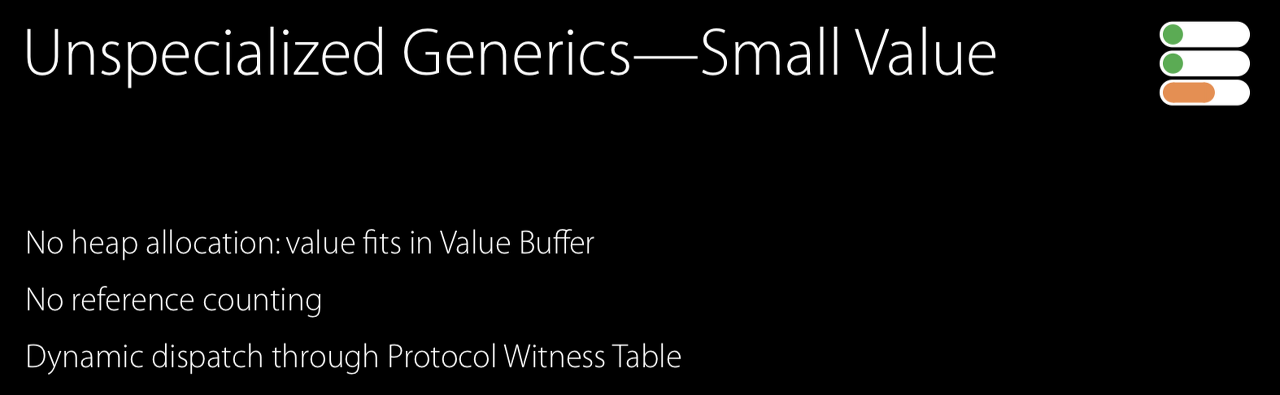 Unspecialized Generics—Small Value
No heap allocation: value fits in Value Buffer
No reference counting
Dynamic dispatch through Protocol Witness Table